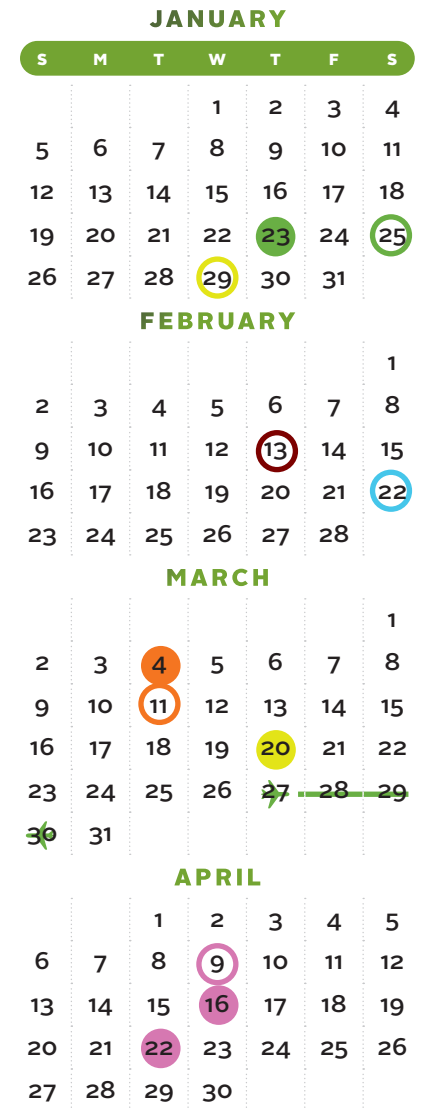 JANUARY
S M T W T F S
1 2 3 4
5 6 7 8 9 10 11
12 13 14 15 16 17 18
19 20 21 22 23 24 25
26 27 28 29 30 31
FEBRUARY
1
2 3 4 5 6 7 8
9 10 11 12 13 14 15
16 17 18 19 20 21 22
23 24 25 26 27 28
MARCH
1
2 3 4 5 6 7 8
9 10 11 12 13 14 15
16 17 18 19 20 21 22
23 24 25 26 27 28 29
30 31
APRIL
1 2 3 4 5
6 7 8 9 10 11 12
13 14 15 16 17 18 19
20 21 22 23 24 25 26
27 28 29 30